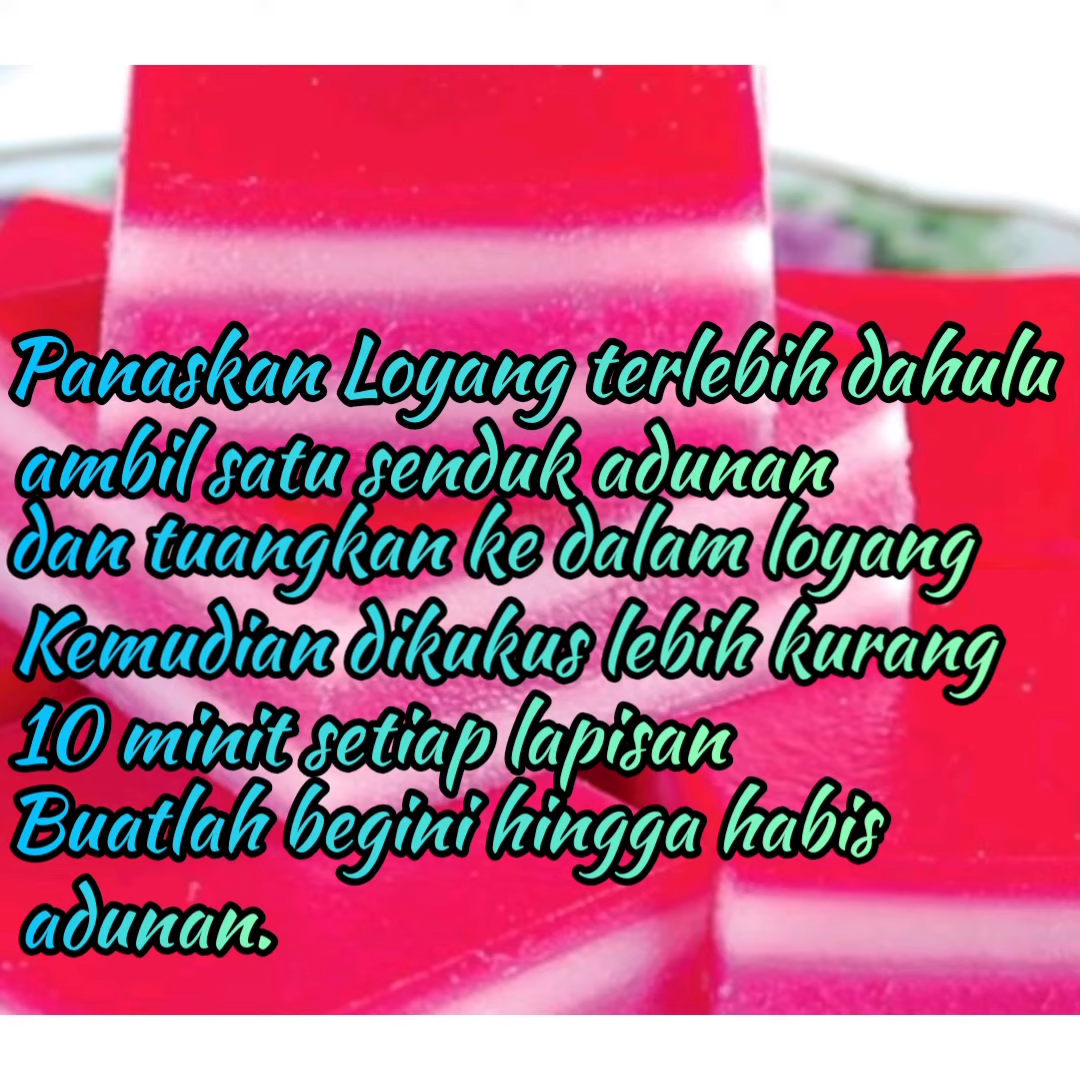 Panaskan Loyang terlebih dahulu
ambil satu senduk adunan
dan tuangkan ke dalam loyang
Kemudian dikukus lebih kurang
10 minit setiap lapisan
Buatlah begini hingga habis
adunan.